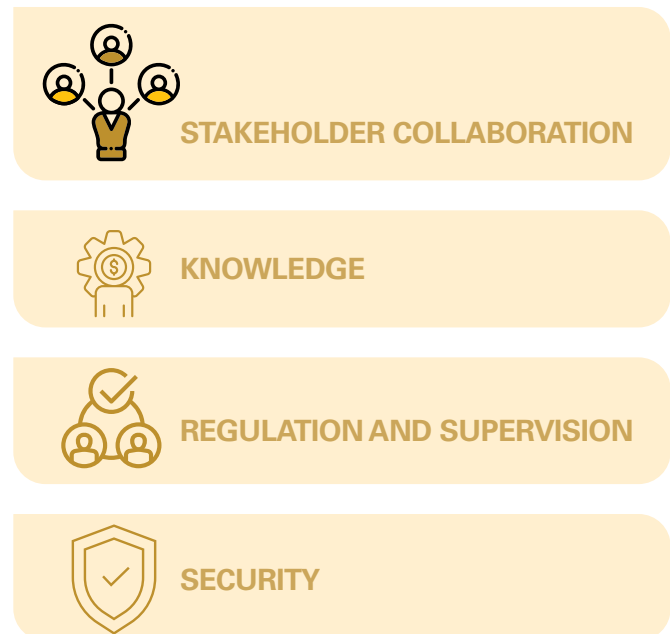 STAKEHOLDER COLLABORATION
$
KNOWLEDGE
REGULATION AND SUPERVISION
SECURITY